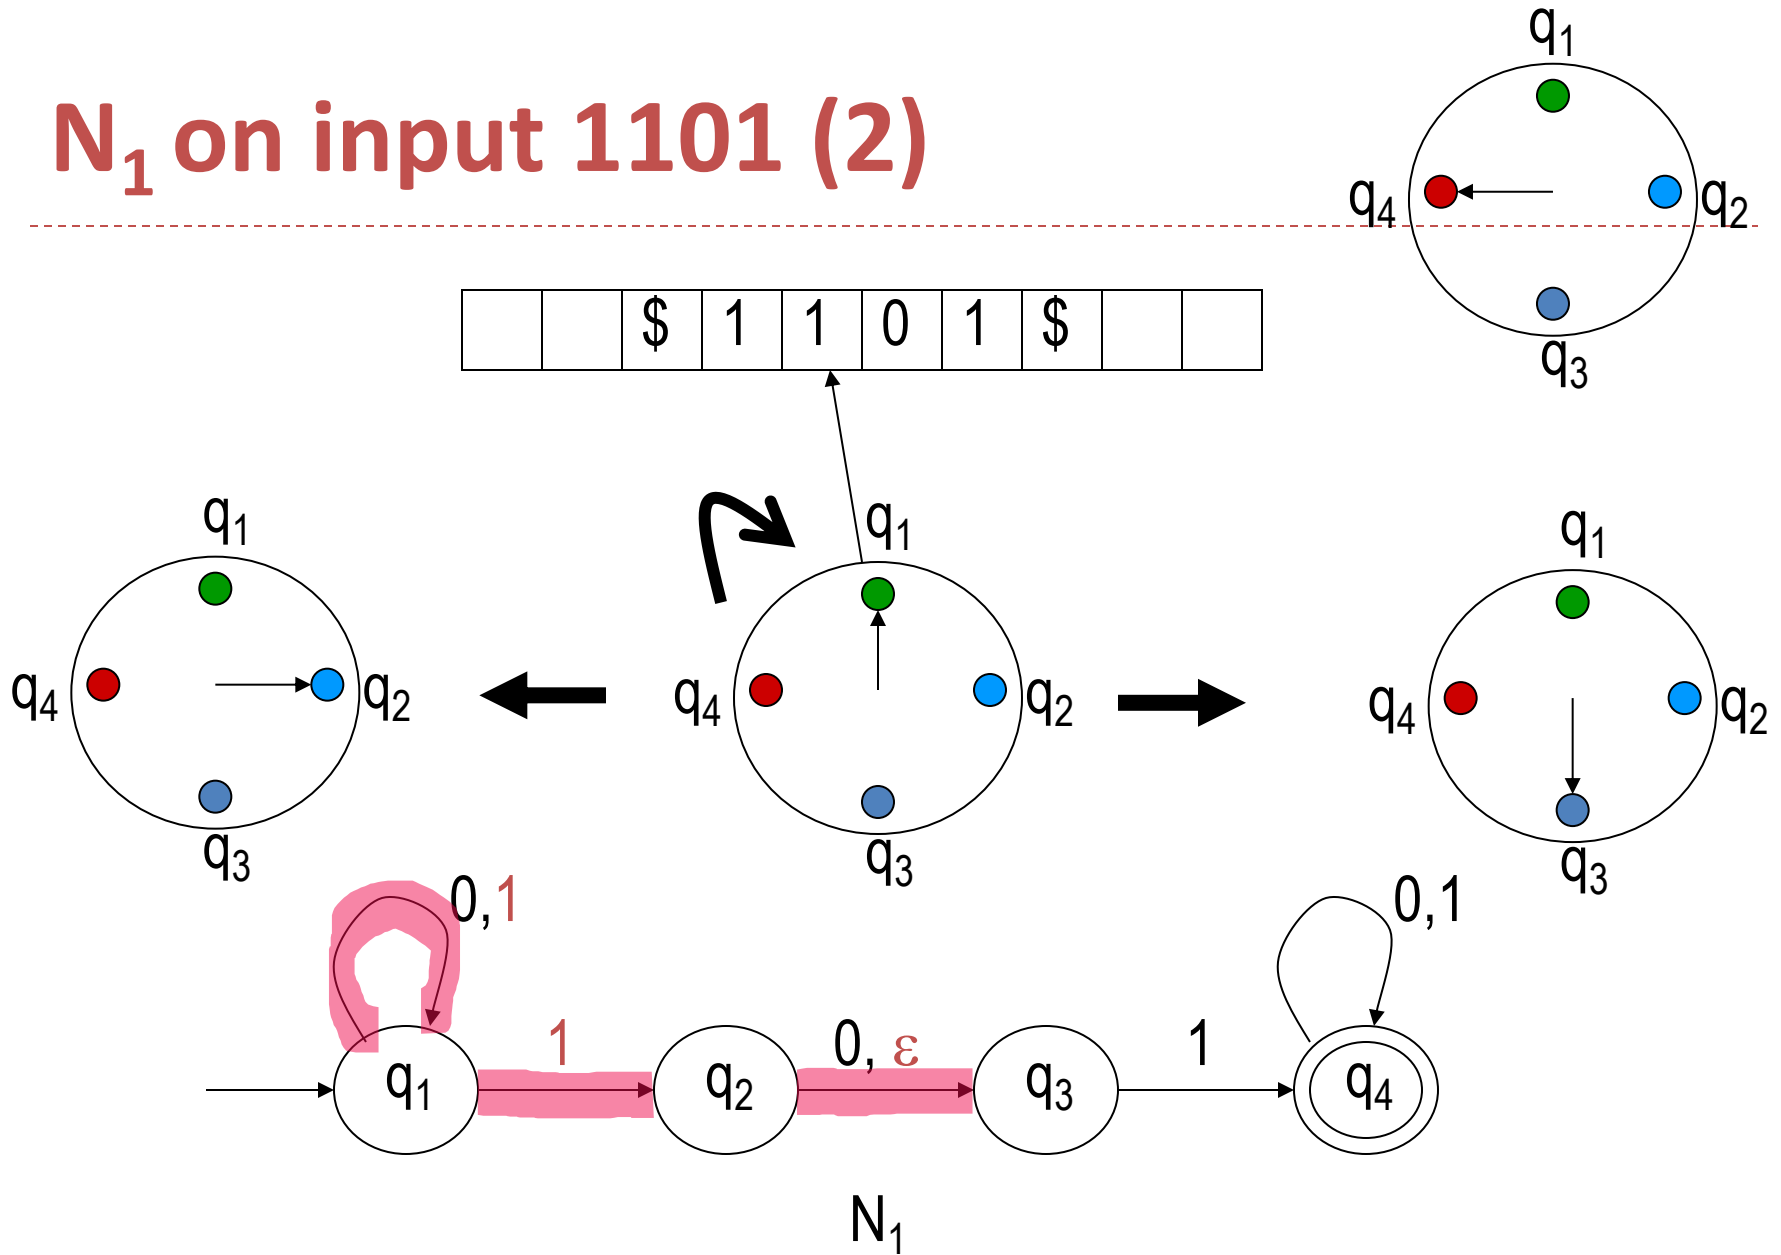 q₁
N₁ on input 1101 (2)
q₄ q₂
$ 1 1 0 1 $
q₃
q₁ q₁ q₁
q₄ q₂ q₄ q₂ q₄ q₂
q₃ q₃ q₃
0,1 0,1
1 0, ε 1
q₁ q₂ q₃ q₄
N₁